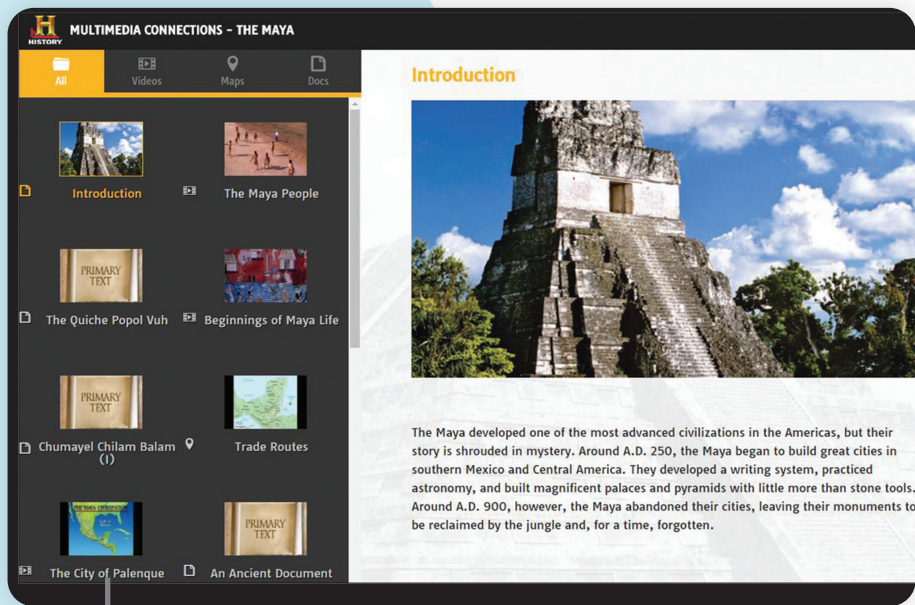 HISTORY
MULTIMEDIA CONNECTIONS – THE MAYA
All
Videos
Maps
Docs
Introduction
The Maya People
PRIMARY
TEXT
The Quiche Popol Vuh
Beginnings of Maya Life
PRIMARY
TEXT
Chumayel Chilam Balam
(I)
Trade Routes
THE MAYA CIVILIZATION
The City of Palenque
PRIMARY
TEXT
An Ancient Document
Introduction
The Maya developed one of the most advanced civilizations in the Americas, but their
story is shrouded in mystery. Around A.D. 250, the Maya began to build great cities in
southern Mexico and Central America. They developed a writing system, practiced
astronomy, and built magnificent palaces and pyramids with little more than stone tools.
Around A.D. 900, however, the Maya abandoned their cities, leaving their monuments to
be reclaimed by the jungle and, for a time, forgotten.